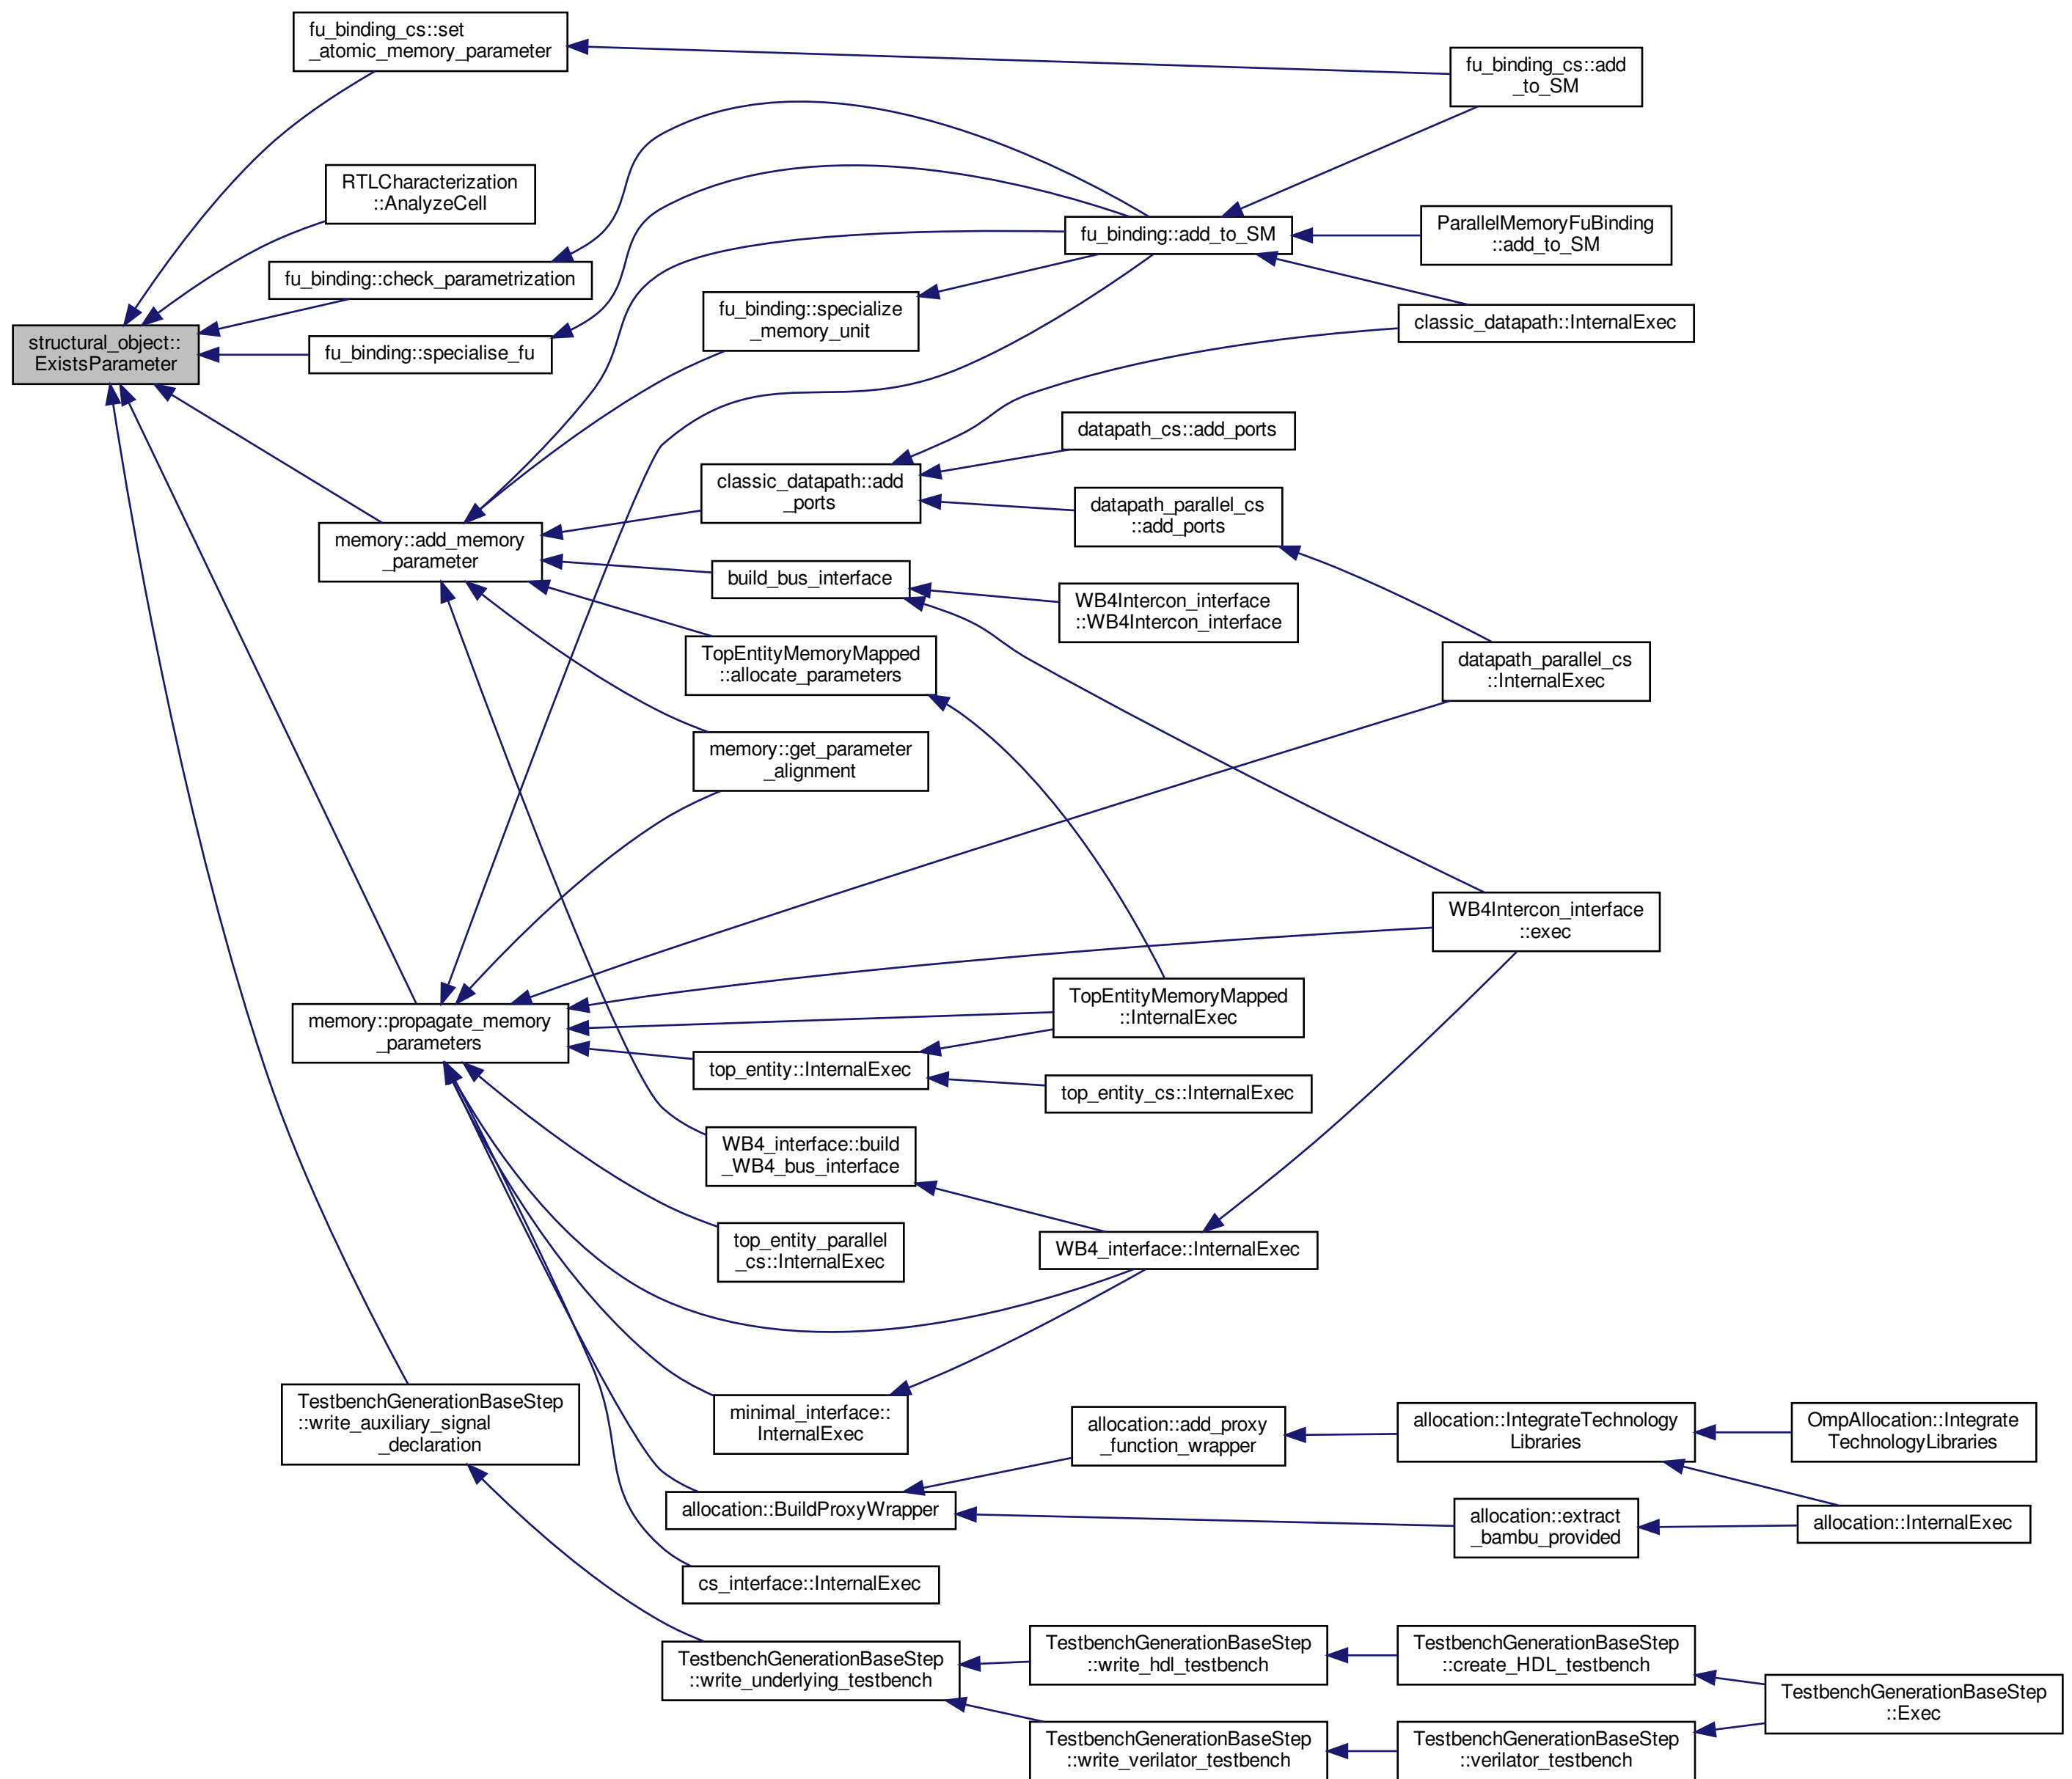 fu_binding_cs::set
_atomic_memory_parameter
fu_binding_cs::add
_to_SM
RTLCharacterization
::AnalyzeCell
fu_binding::check_parametrization
fu_binding::add_to_SM
ParallelMemoryFuBinding
::add_to_SM
structural_object::
ExistsParameter
fu_binding::specialise_fu
fu_binding::specialize
_memory_unit
classic_datapath::InternalExec
datapath_cs::add_ports
classic_datapath::add
_ports
datapath_parallel_cs
::add_ports
memory::add_memory
_parameter
build_bus_interface
WB4Intercon_interface
::WB4Intercon_interface
TopEntityMemoryMapped
::allocate_parameters
datapath_parallel_cs
::InternalExec
memory::get_parameter
_alignment
WB4Intercon_interface
::exec
memory::propagate_memory
_parameters
TopEntityMemoryMapped
::InternalExec
top_entity::InternalExec
top_entity_cs::InternalExec
WB4_interface::build
_WB4_bus_interface
top_entity_parallel
_cs::InternalExec
WB4_interface::InternalExec
TestbenchGenerationBaseStep
::write_auxiliary_signal
_declaration
minimal_interface::
InternalExec
allocation::add_proxy
_function_wrapper
allocation::IntegrateTechnology
Libraries
OmpAllocation::Integrate
TechnologyLibraries
allocation::BuildProxyWrapper
allocation::extract
_bambu_provided
allocation::InternalExec
cs_interface::InternalExec
TestbenchGenerationBaseStep
::write_underlying_testbench
TestbenchGenerationBaseStep
::write_hdl_testbench
TestbenchGenerationBaseStep
::create_HDL_testbench
TestbenchGenerationBaseStep
::Exec
TestbenchGenerationBaseStep
::write_verilator_testbench
TestbenchGenerationBaseStep
::verilator_testbench